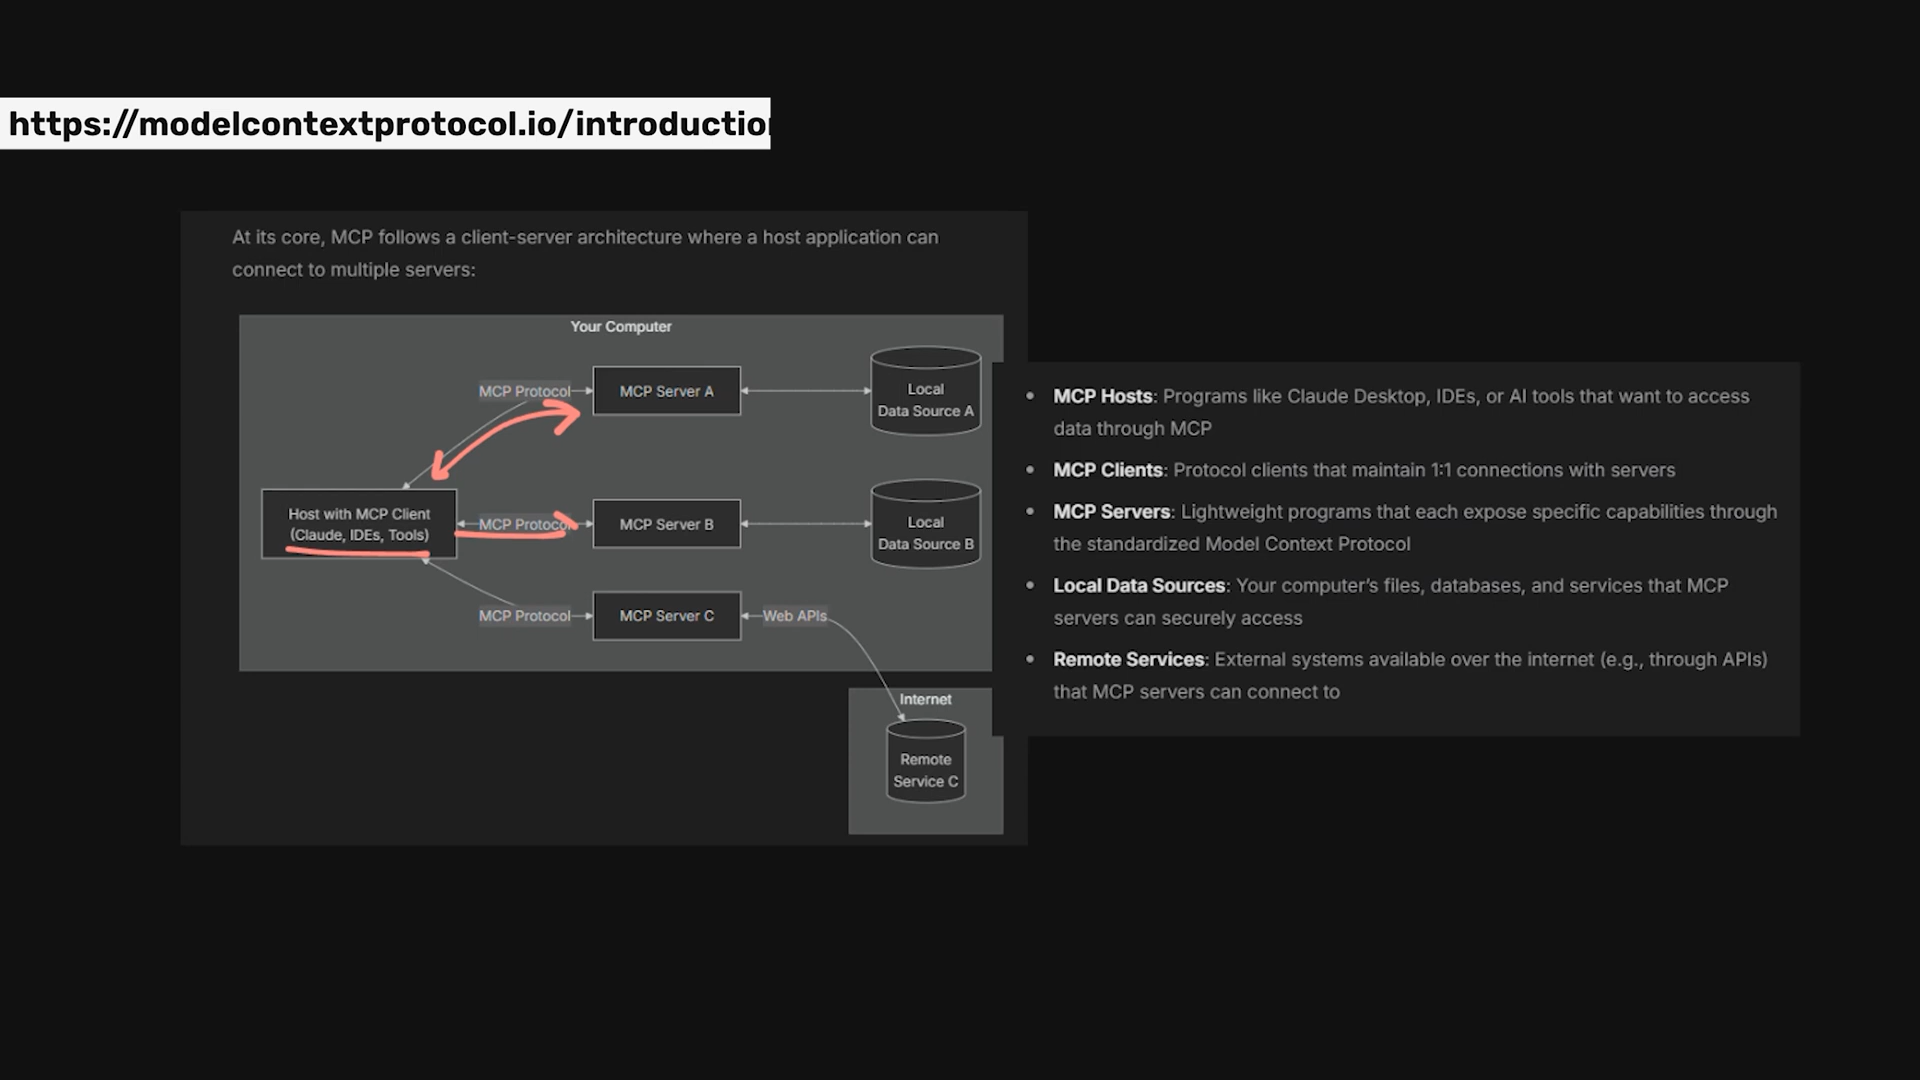 https://modelcontextprotocol.io/introduction
At its core, MCP follows a client-server architecture where a host application can
connect to multiple servers:
Your Computer
MCP Protocol
MCP Server A
Local
Data Source A
Host with MCP Client
(Claude, IDEs, Tools)
MCP Protocol
MCP Server B
Local
Data Source B
MCP Protocol
MCP Server C
Web APIs
Internet
Remote
Service C
• MCP Hosts: Programs like Claude Desktop, IDEs, or AI tools that want to access
data through MCP
• MCP Clients: Protocol clients that maintain 1:1 connections with servers
• MCP Servers: Lightweight programs that each expose specific capabilities through
the standardized Model Context Protocol
• Local Data Sources: Your computer’s files, databases, and services that MCP
servers can securely access
• Remote Services: External systems available over the internet (e.g., through APIs)
that MCP servers can connect to